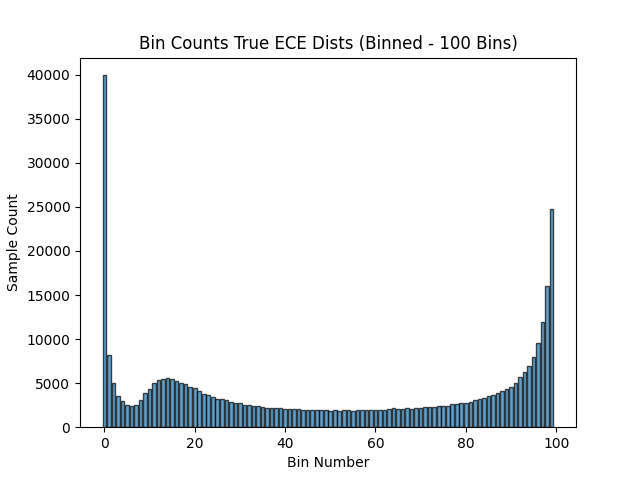 Bin Counts True ECE Dists (Binned - 100 Bins)
40000
35000
30000
25000
20000
15000
10000
5000
0
Sample Count
0 20 40 60 80 100
Bin Number